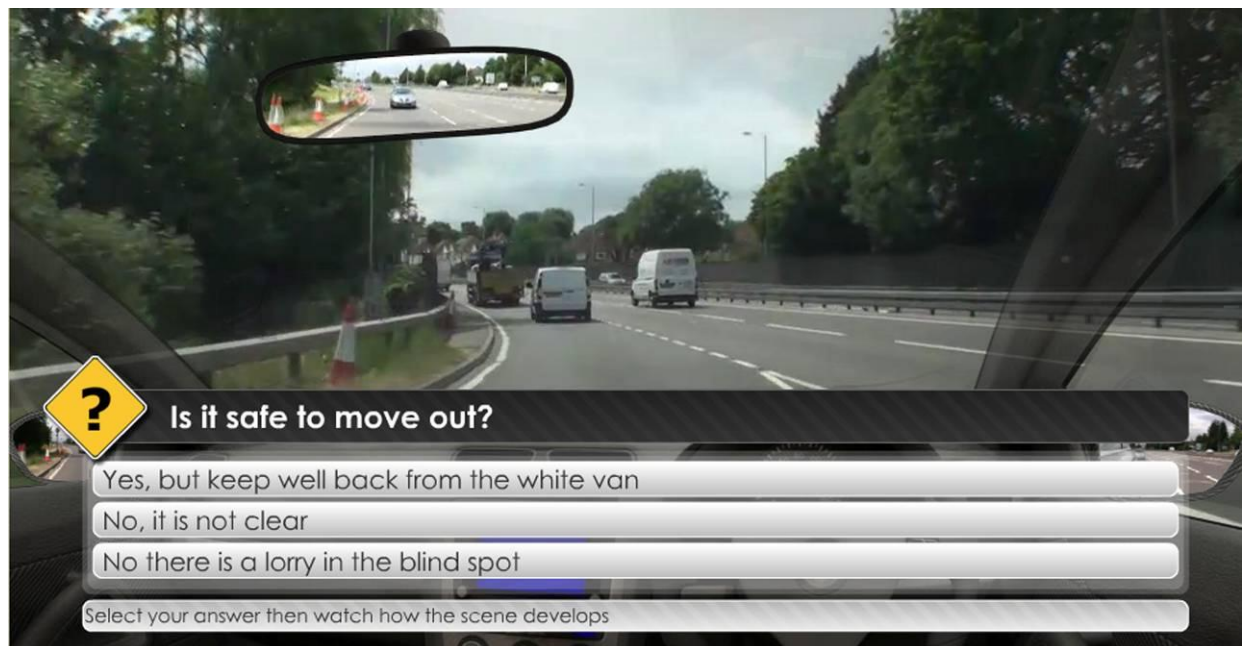 ?
Is it safe to move out?
Yes, but keep well back from the white van
No, it is not clear
No there is a lorry in the blind spot
Select your answer then watch how the scene develops